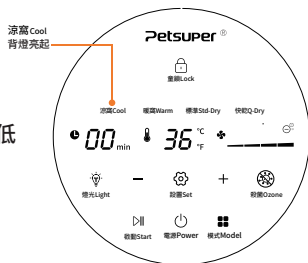 涼窩 Cool
背燈亮起
Petsuper®
童鎖Lock
涼窩Cool 暖窩Warm 標準Std-Dry 快乾Q-Dry
低
00 min 36 °C °F
燈光Light 設置Set 殺菌Ozone
啟動Start 電源Power 模式Model